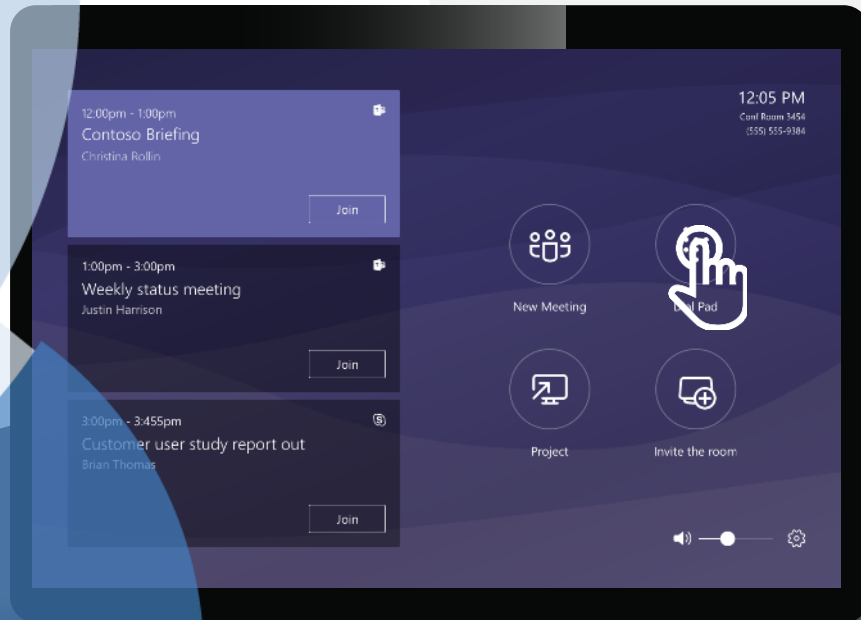 12:00pm - 1:00pm
Contoso Briefing
Christina Rollin
Join
1:00pm - 3:00pm
Weekly status meeting
Justin Harrison
Join
3:00pm - 3:455pm
Customer user study report out
Brian Thomas
Join
12:05 PM
Conf Room 3454
(555) 555-9384
New Meeting
Dial Pad
Project
Invite the room